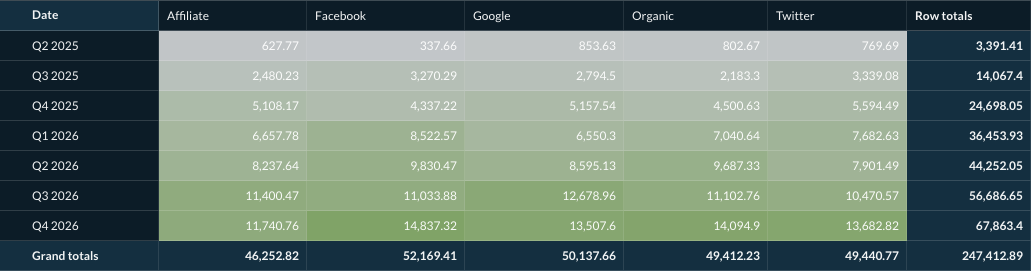 Date Affiliate Facebook Google Organic Twitter Row totals
Q2 2025 627.77 337.66 853.63 802.67 769.69 3,391.41
Q3 2025 2,480.23 3,270.29 2,794.5 2,183.3 3,339.08 14,067.4
Q4 2025 5,108.17 4,337.22 5,157.54 4,500.63 5,594.49 24,698.05
Q1 2026 6,657.78 8,522.57 6,550.3 7,040.64 7,682.63 36,453.93
Q2 2026 8,237.64 9,830.47 8,595.13 9,687.33 7,901.49 44,252.05
Q3 2026 11,400.47 11,033.88 12,678.96 11,102.76 10,470.57 56,686.65
Q4 2026 11,740.76 14,837.32 13,507.6 14,094.9 13,682.82 67,863.4
Grand totals 46,252.82 52,169.41 50,137.66 49,412.23 49,440.77 247,412.89